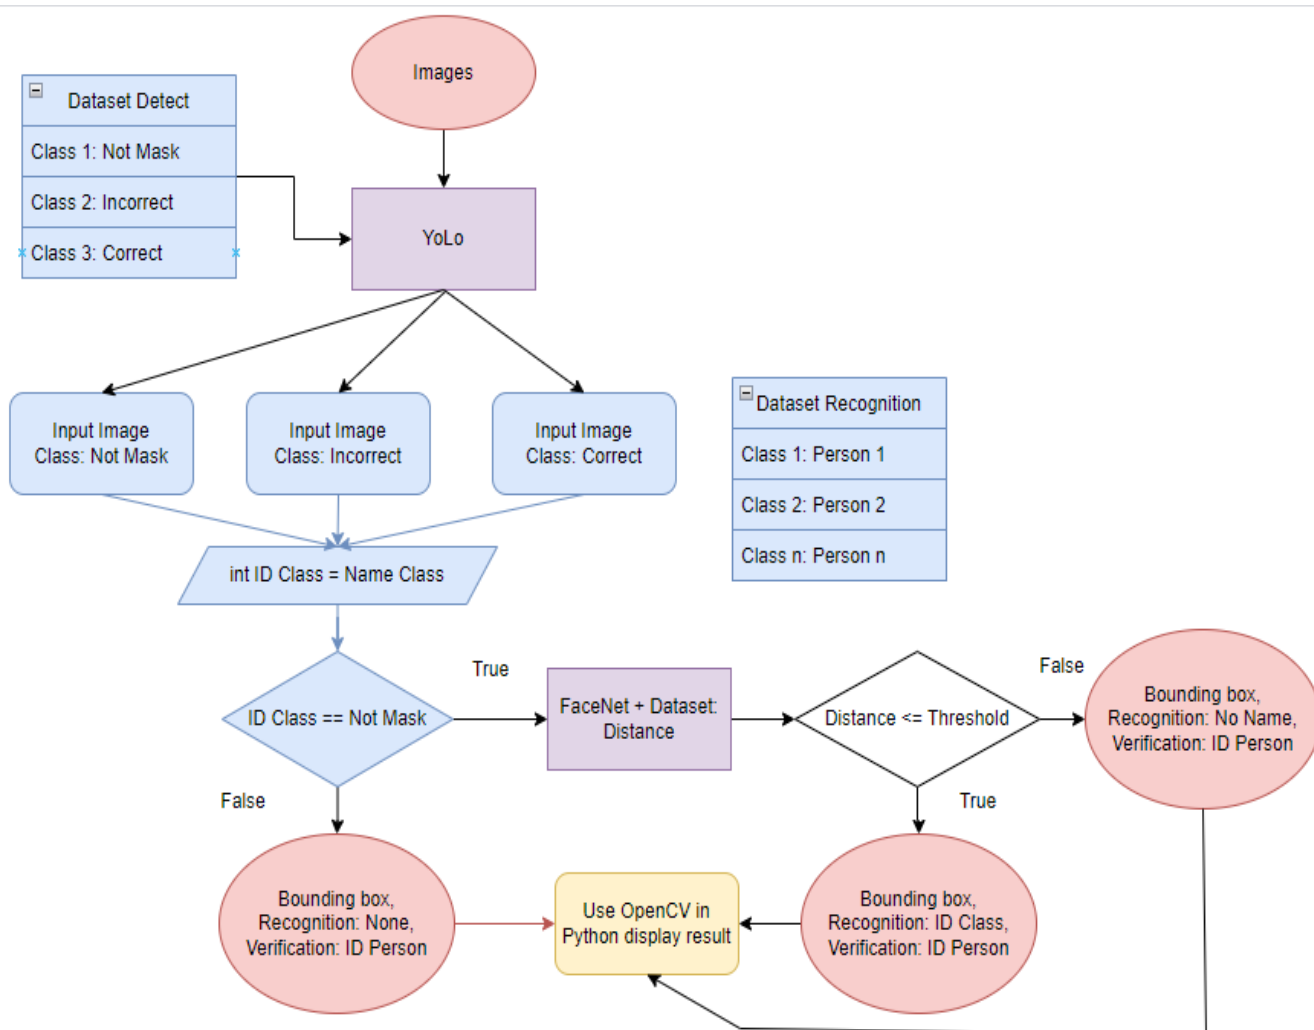 Images
Dataset Detect
Class 1: Not Mask
Class 2: Incorrect
Class 3: Correct
YoLo
Input Image
Class: Not Mask
Input Image
Class: Incorrect
Input Image
Class: Correct
Dataset Recognition
Class 1: Person 1
Class 2: Person 2
Class n: Person n
int ID Class = Name Class
ID Class == Not Mask
True
FaceNet + Dataset:
Distance
Distance <= Threshold
False
Bounding box,
Recognition: No Name,
Verification: ID Person
False
True
Bounding box,
Recognition: None,
Verification: ID Person
Use OpenCV in
Python display result
Bounding box,
Recognition: ID Class,
Verification: ID Person